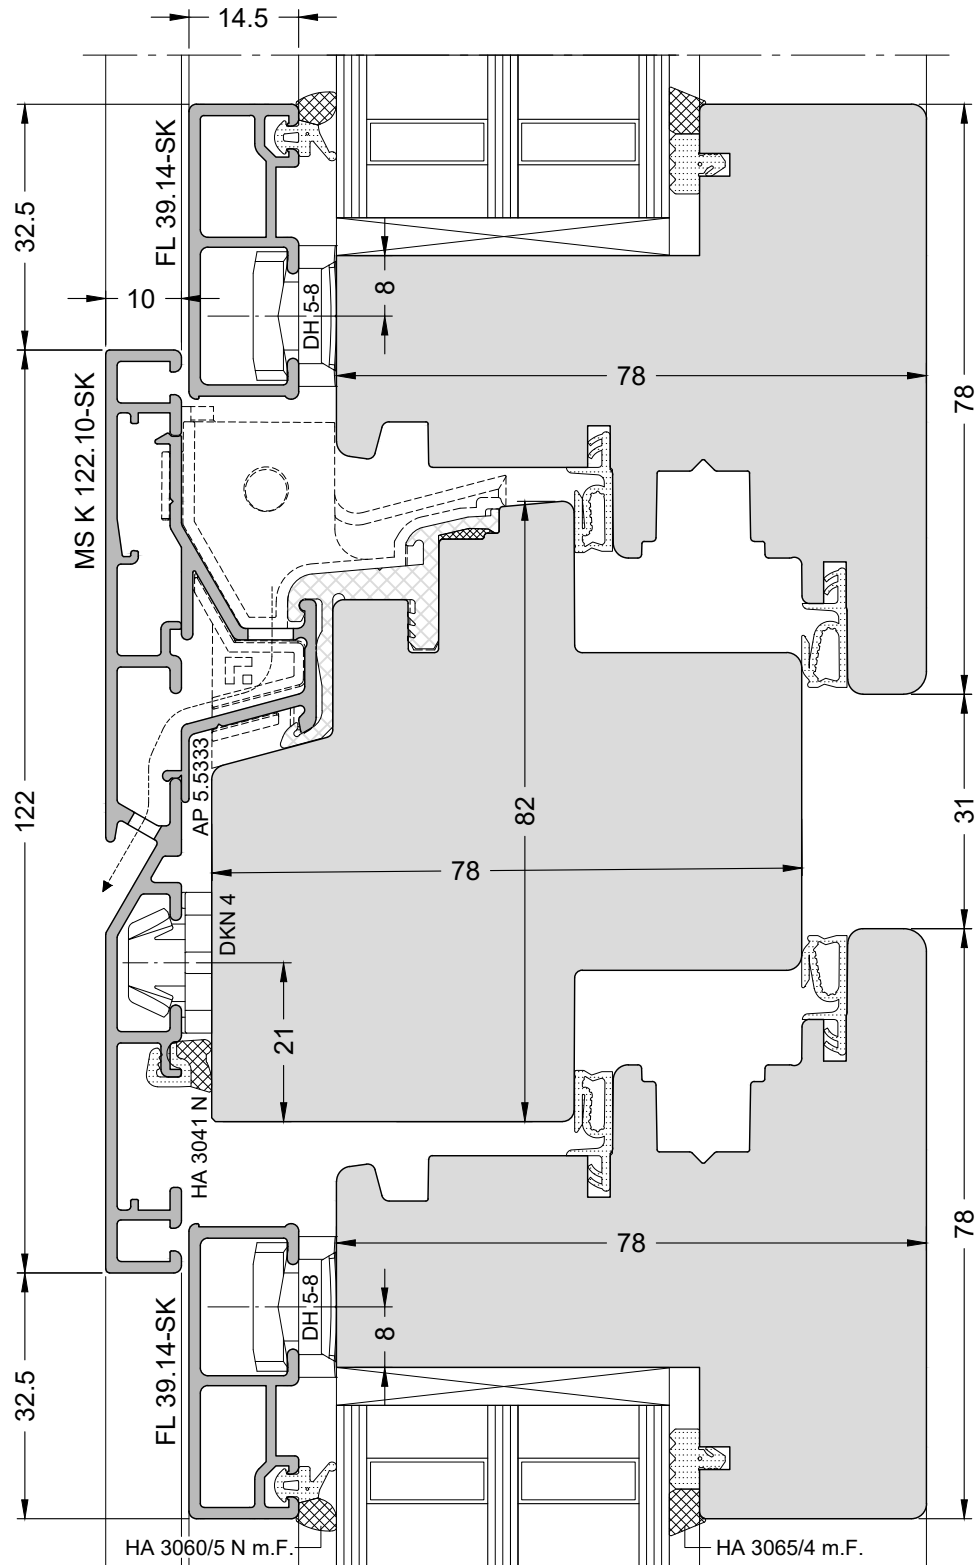 14.5
FL 39.14-SK
32.5
10
DH 5-8
8
78
78
MS K 122.10-SK
122
AP 5.5333
82
78
31
DKN 4
21
HA 3041 N
78
78
DH 5-8
8
FL 39.14-SK
32.5
HA 3060/5 N m.F.
HA 3065/4 m.F.